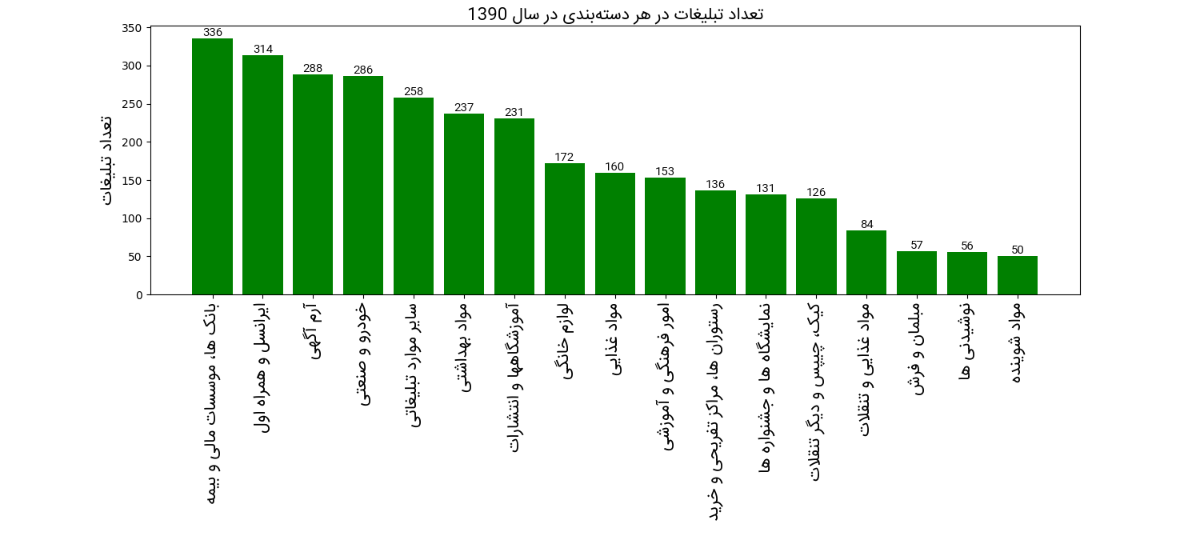 تعداد تبلیغات در هر دسته‌بندی در سال 1390
تعداد تبلیغات
350
300
250
200
150
100
50
0
336
314
288
286
258
237
231
172
160
153
136
131
126
84
57
56
50
بانک ها، موسسات مالی و بیمه
ایرانسل و همراه اول
آرم آگهی
خودرو و صنعتی
سایر موارد تبلیغاتی
مواد بهداشتی
آموزشگاهها و انتشارات
لوازم خانگی
مواد غذایی
امور فرهنگی و آموزشی
رستوران ها، مراکز تفریحی و خرید
نمایشگاه ها و جشنواره ها
کیک، چیپس و دیگر تنقلات
مواد غذایی و تنقلات
مبلمان و فرش
نوشیدنی ها
مواد شوینده